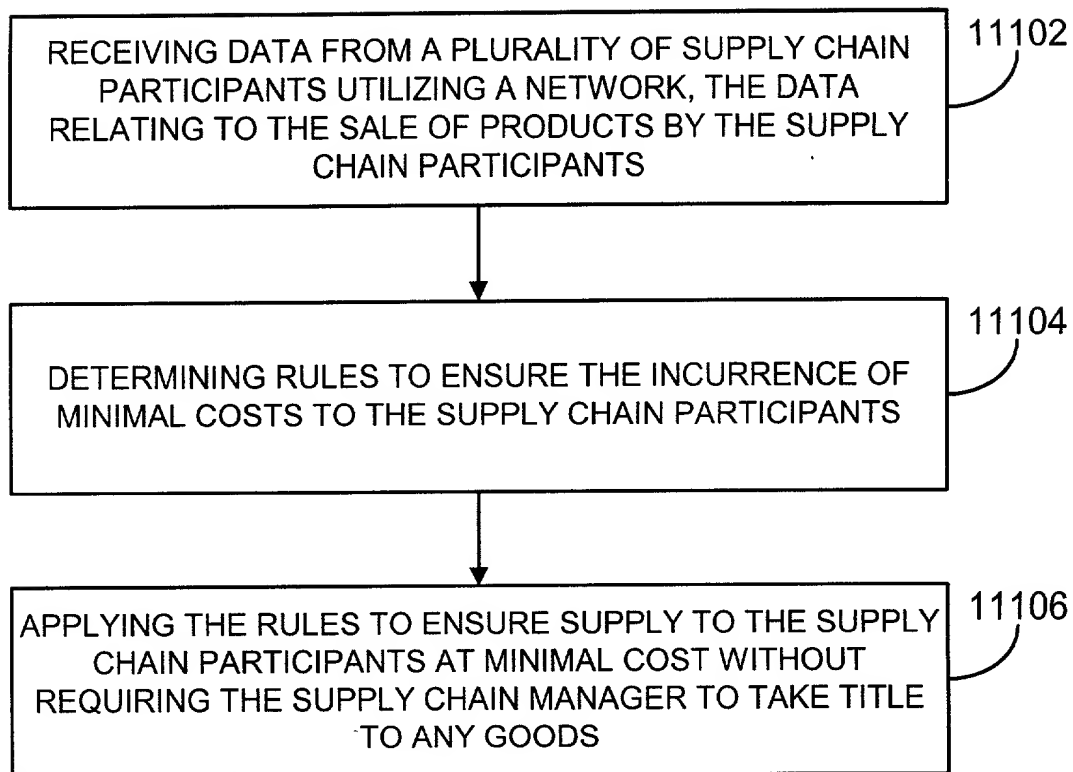 RECEIVING DATA FROM A PLURALITY OF SUPPLY CHAIN
PARTICIPANTS UTILIZING A NETWORK, THE DATA
RELATING TO THE SALE OF PRODUCTS BY THE SUPPLY
CHAIN PARTICIPANTS
11102
DETERMINING RULES TO ENSURE THE INCURRENCE OF
MINIMAL COSTS TO THE SUPPLY CHAIN PARTICIPANTS
11104
APPLYING THE RULES TO ENSURE SUPPLY TO THE SUPPLY
CHAIN PARTICIPANTS AT MINIMAL COST WITHOUT
REQUIRING THE SUPPLY CHAIN MANAGER TO TAKE TITLE
TO ANY GOODS
11106